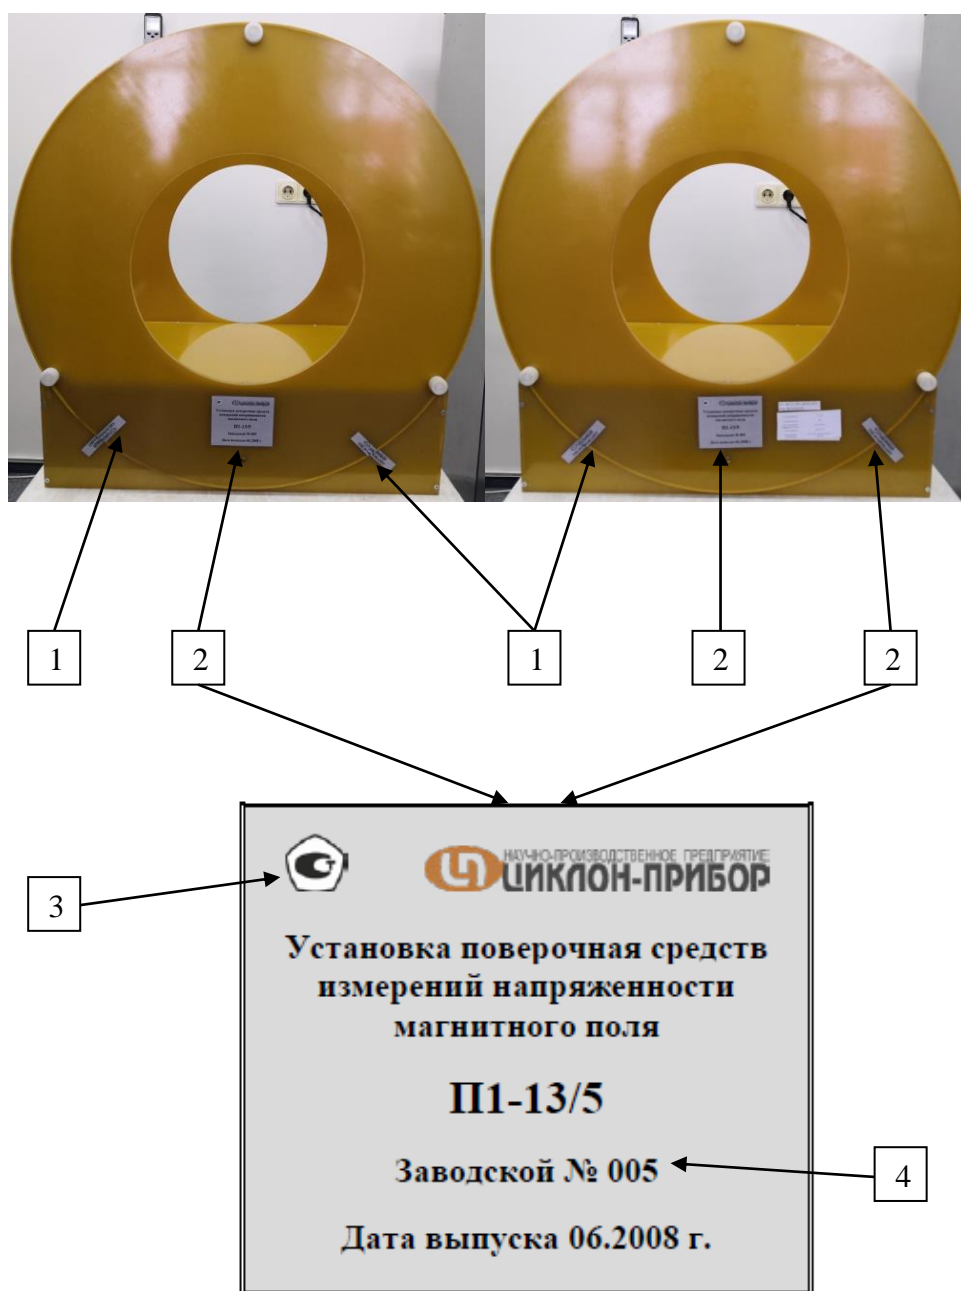 1
2
1
2
2
3
НАУЧНО-ПРОИЗВОДСТВЕННОЕ ПРЕДПРИЯТИЕ
ЦИКЛОН-ПРИБОР
Установка поверочная средств
измерений напряженности
магнитного поля
П1-13/5
Заводской № 005
4
Дата выпуска 06.2008 г.